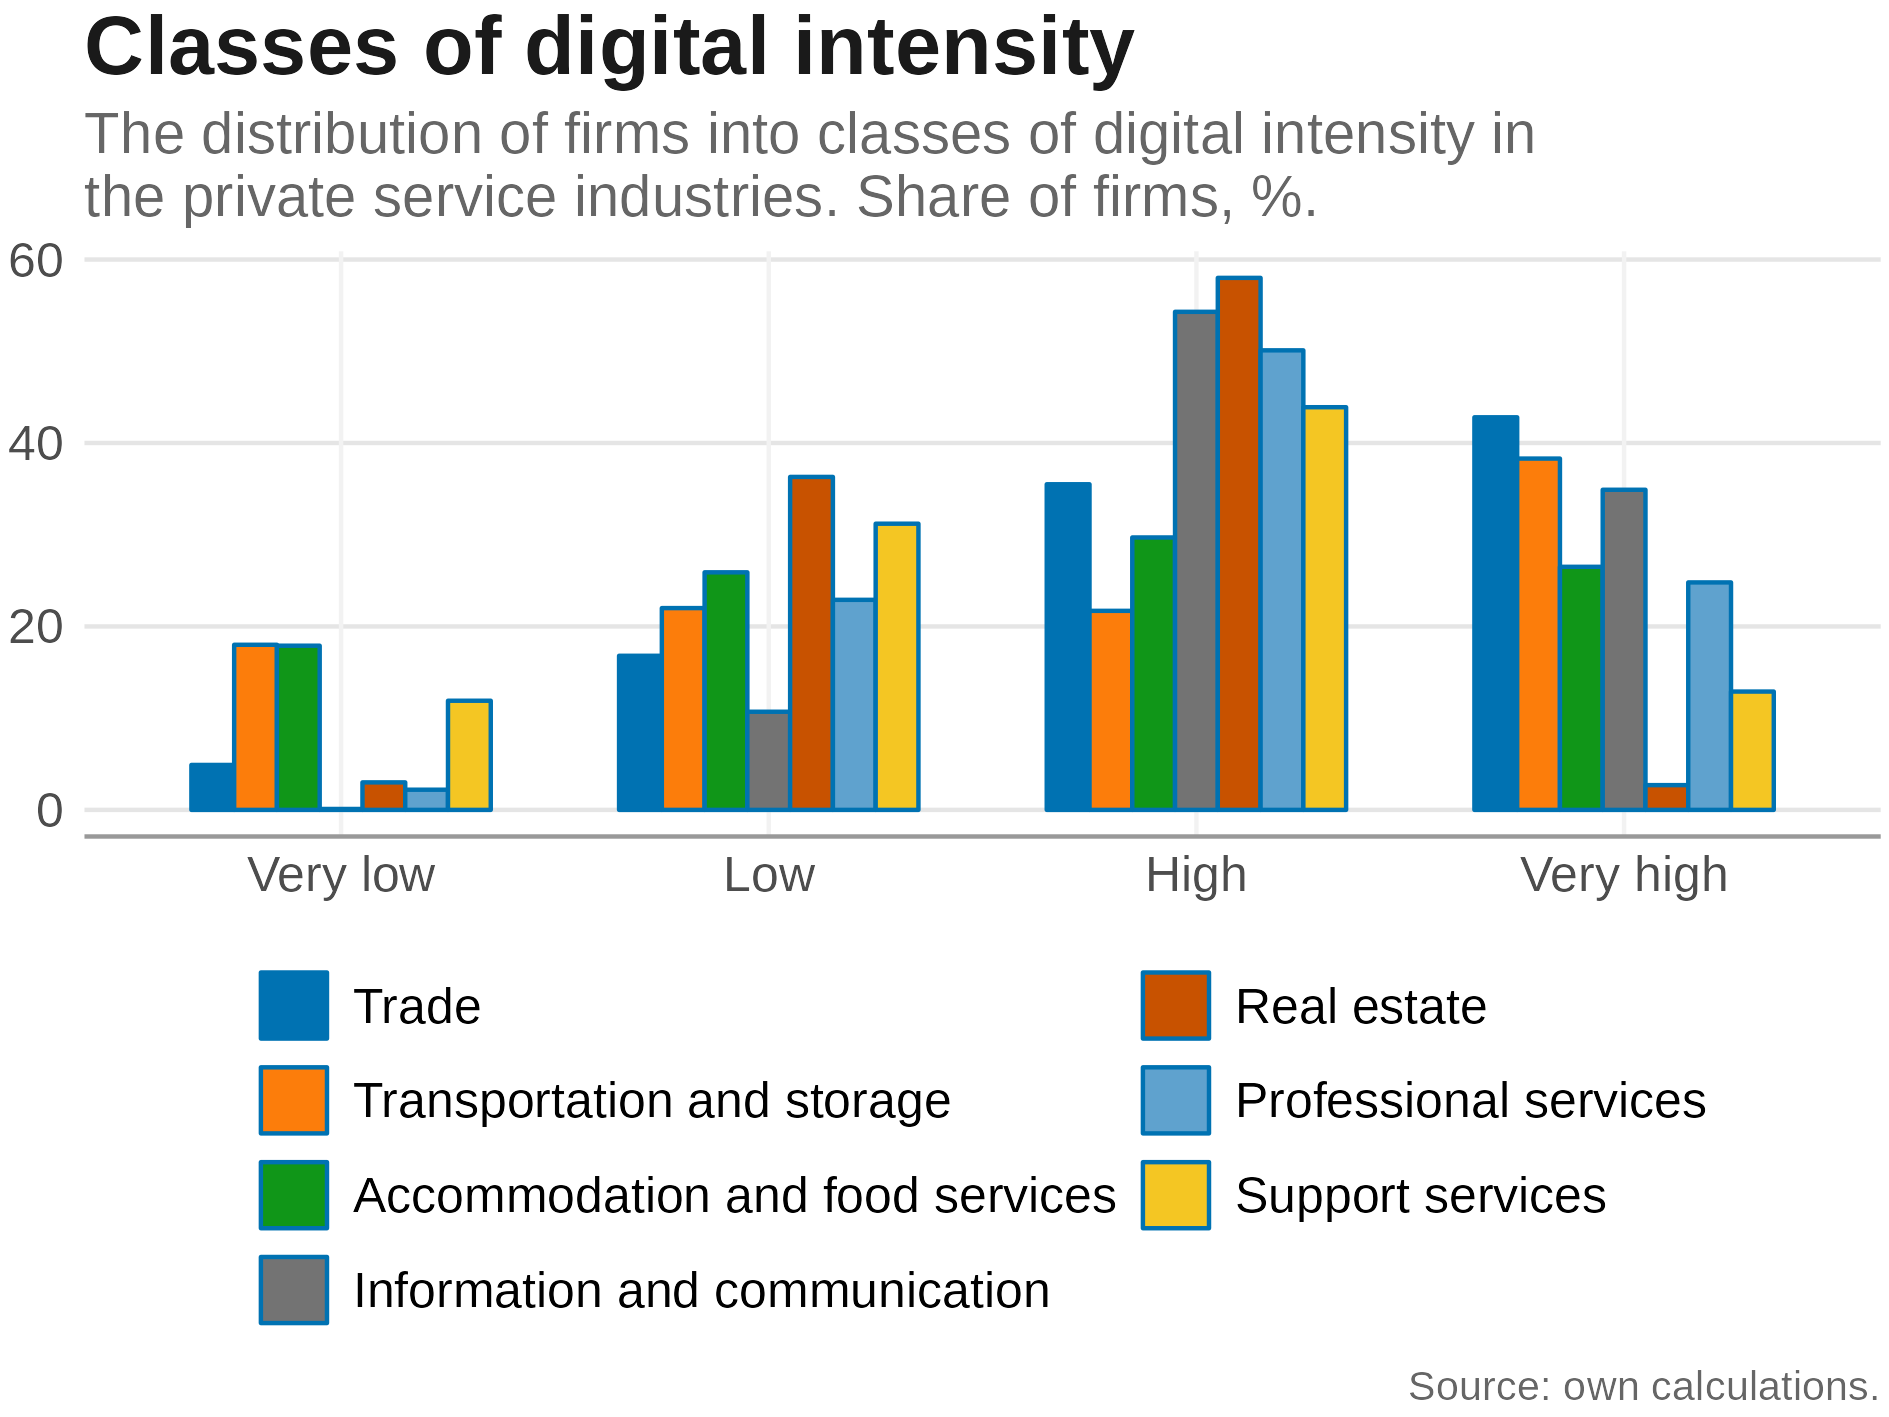 Classes of digital intensity
The distribution of firms into classes of digital intensity in
the private service industries. Share of firms, %.
60
40
20
0
Very low
Low
High
Very high
Trade
Transportation and storage
Accommodation and food services
Information and communication
Real estate
Professional services
Support services
Source: own calculations.